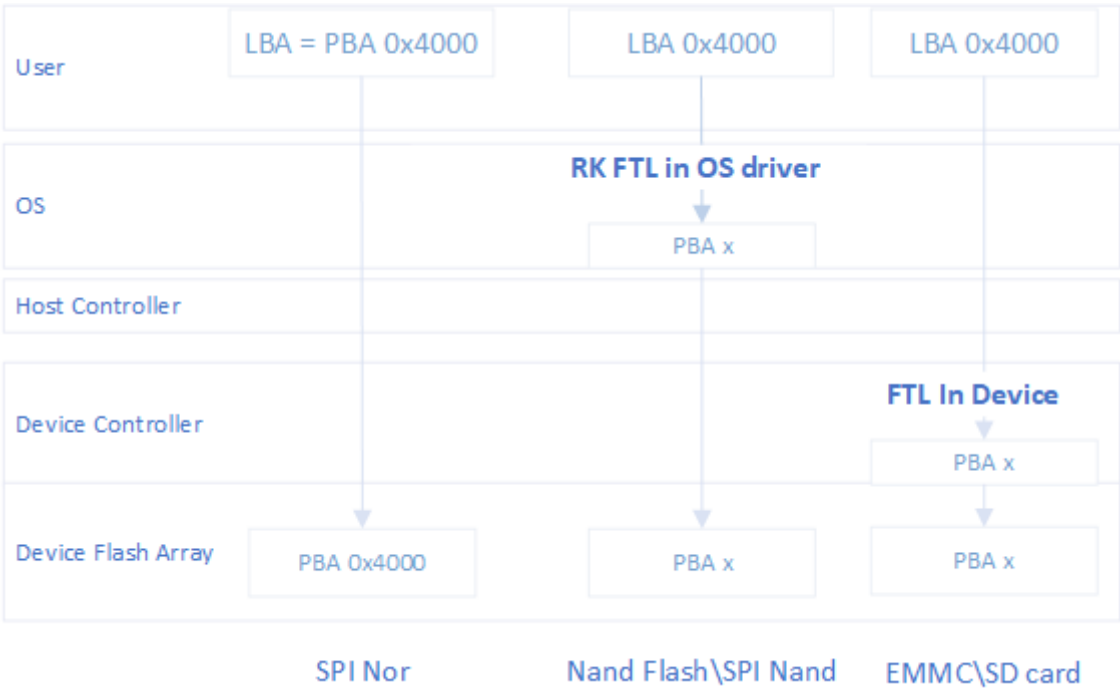 User
LBA = PBA 0x4000
LBA 0x4000
LBA 0x4000
OS
RK FTL in OS driver
PBA x
Host Controller
Device Controller
FTL In Device
PBA x
Device Flash Array
PBA 0x4000
PBA x
PBA x
SPI Nor
Nand Flash\SPI Nand
EMMC\SD card